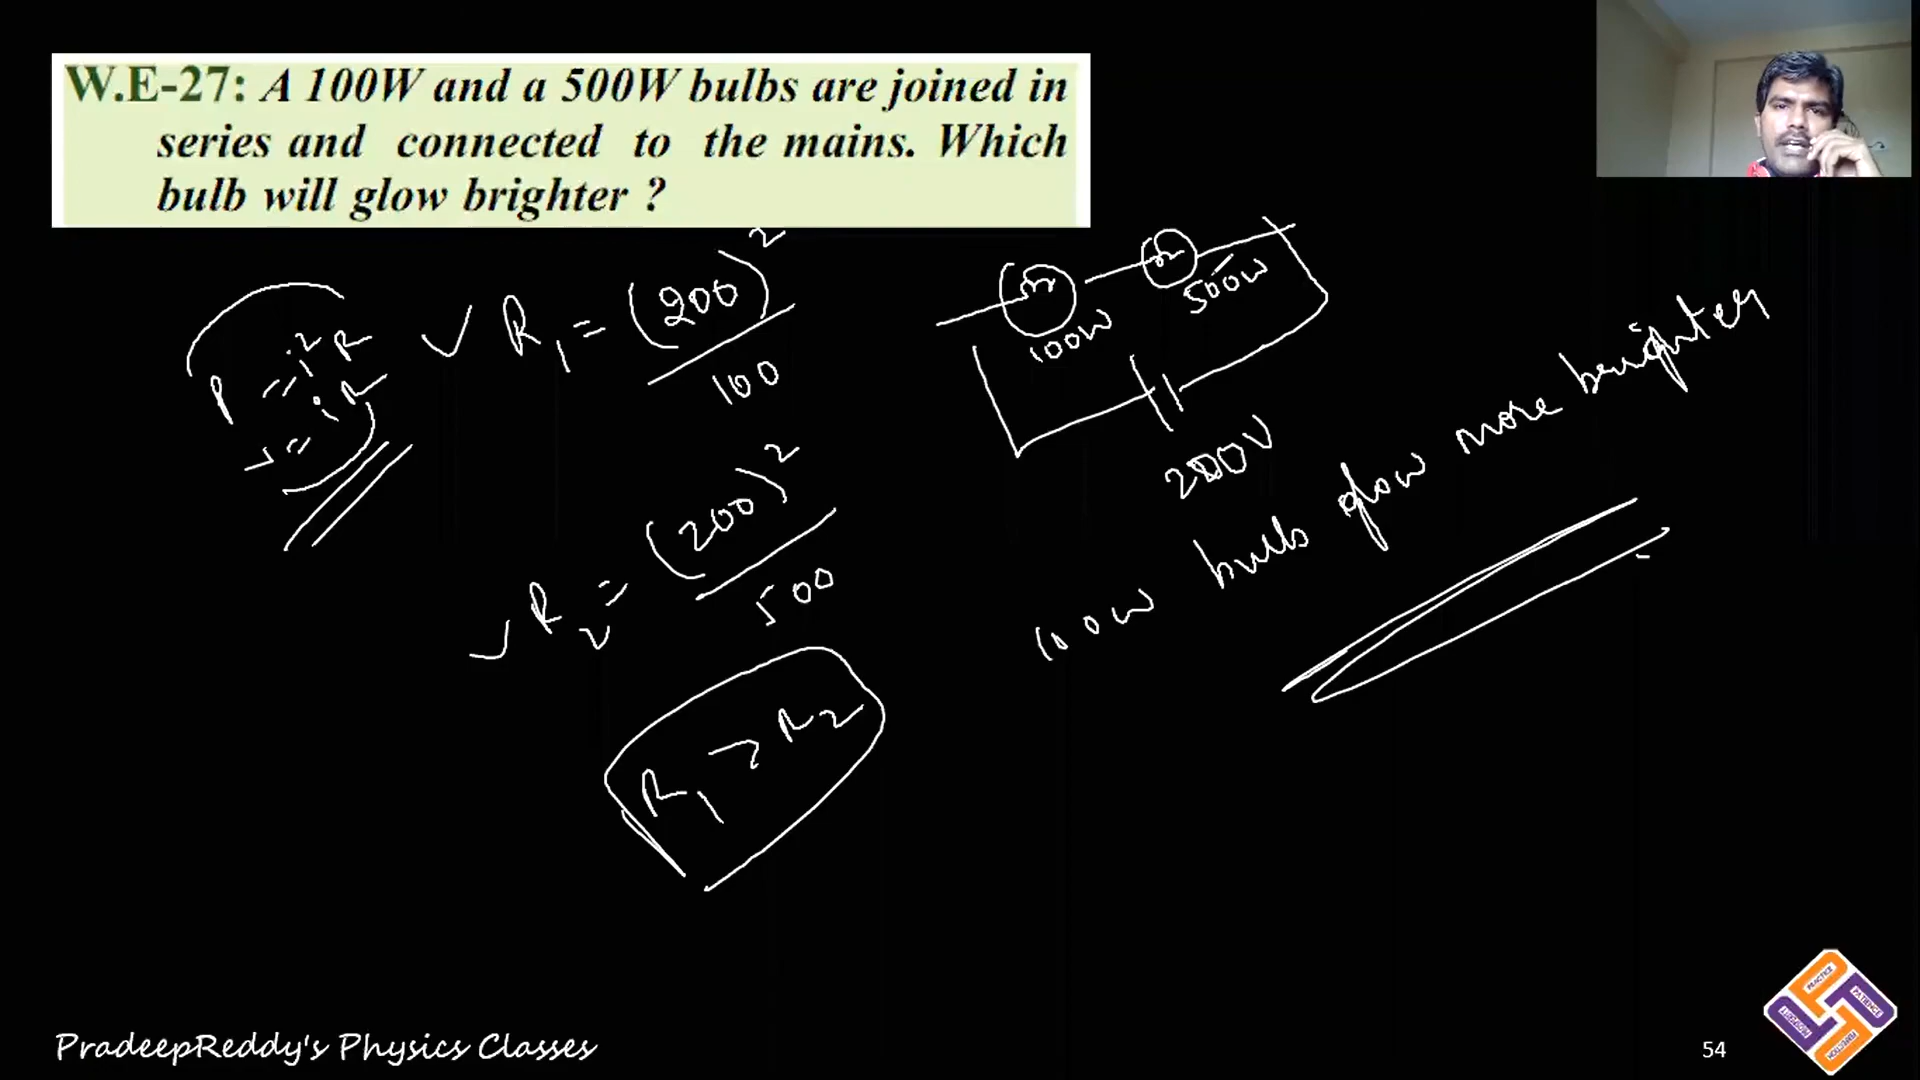 W.E-27: A 100W and a 500W bulbs are joined in
series and connected to the mains. Which
bulb will glow brighter ?
P = i²R
V = iR
✓ R₁ = (200)²
100
100W
500W
200V
✓ R₂ = (200)²
500
R₁ > R₂
100W bulb glow more brighter
PradeepReddy's Physics Classes
54
PRACTICE
PATIENCE